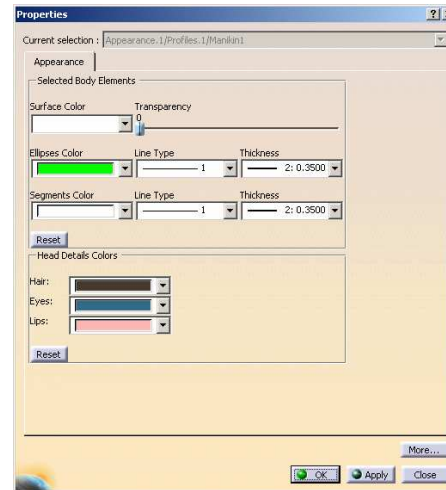 Properties
Current selection : Appearance.1/Profiles.1/Manikin1
Appearance
Selected Body Elements
Surface Color Transparency
0
Ellipses Color Line Type Thickness
1 2: 0.3500
Segments Color Line Type Thickness
1 2: 0.3500
Reset
Head Details Colors
Hair:
Eyes:
Lips:
Reset
More...
OK Apply Close